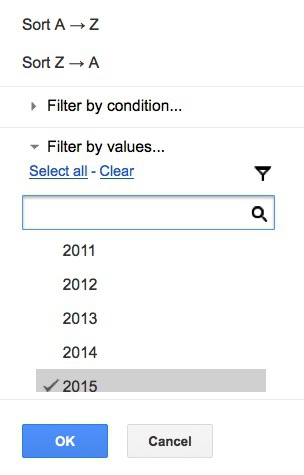 Sort A → Z
Sort Z → A
Filter by condition...
Filter by values...
Select all - Clear
2011
2012
2013
2014
2015
OK Cancel